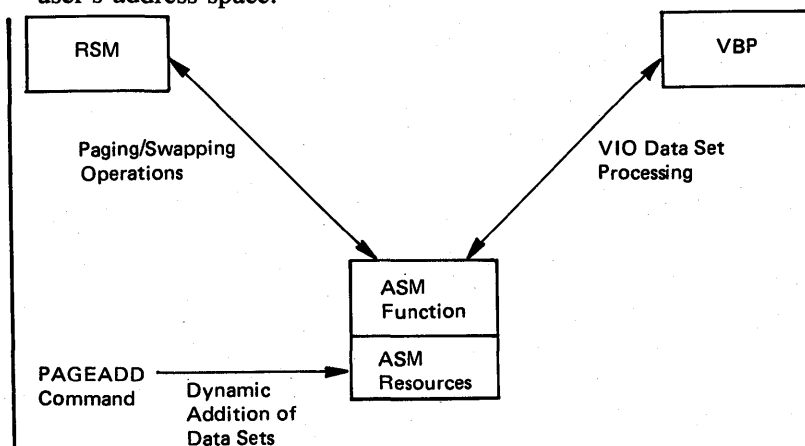 user's address space.
RSM
VBP
Paging/Swapping
Operations
VIO Data Set
Processing
ASM
Function
ASM
Resources
PAGEADD
Command
Dynamic
Addition of
Data Sets